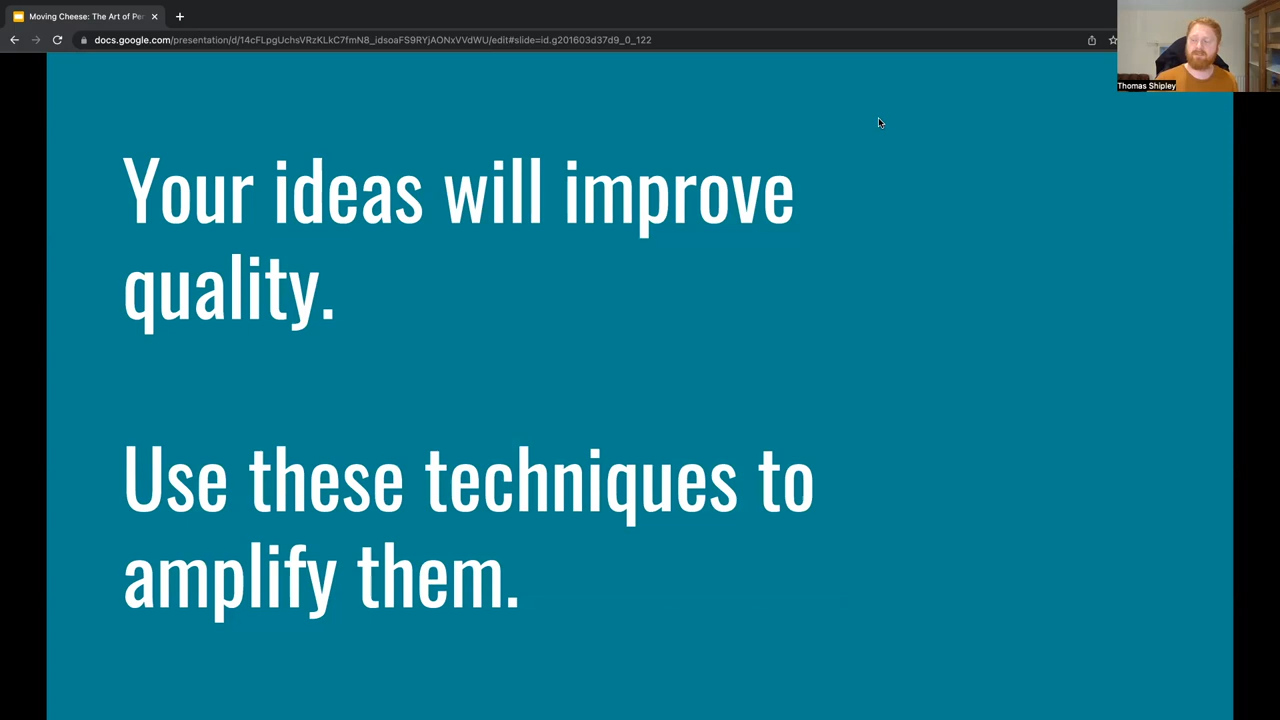 Moving Cheese: The Art of Per
docs.google.com/presentation/d/14cFLpgUchsVRzKLkC7fmN8_idsoaFS9RYjAONxVVdWU/edit#slide=id.g201603d37d9_0_122
Thomas Shipley
Your ideas will improve
quality.
Use these techniques to
amplify them.